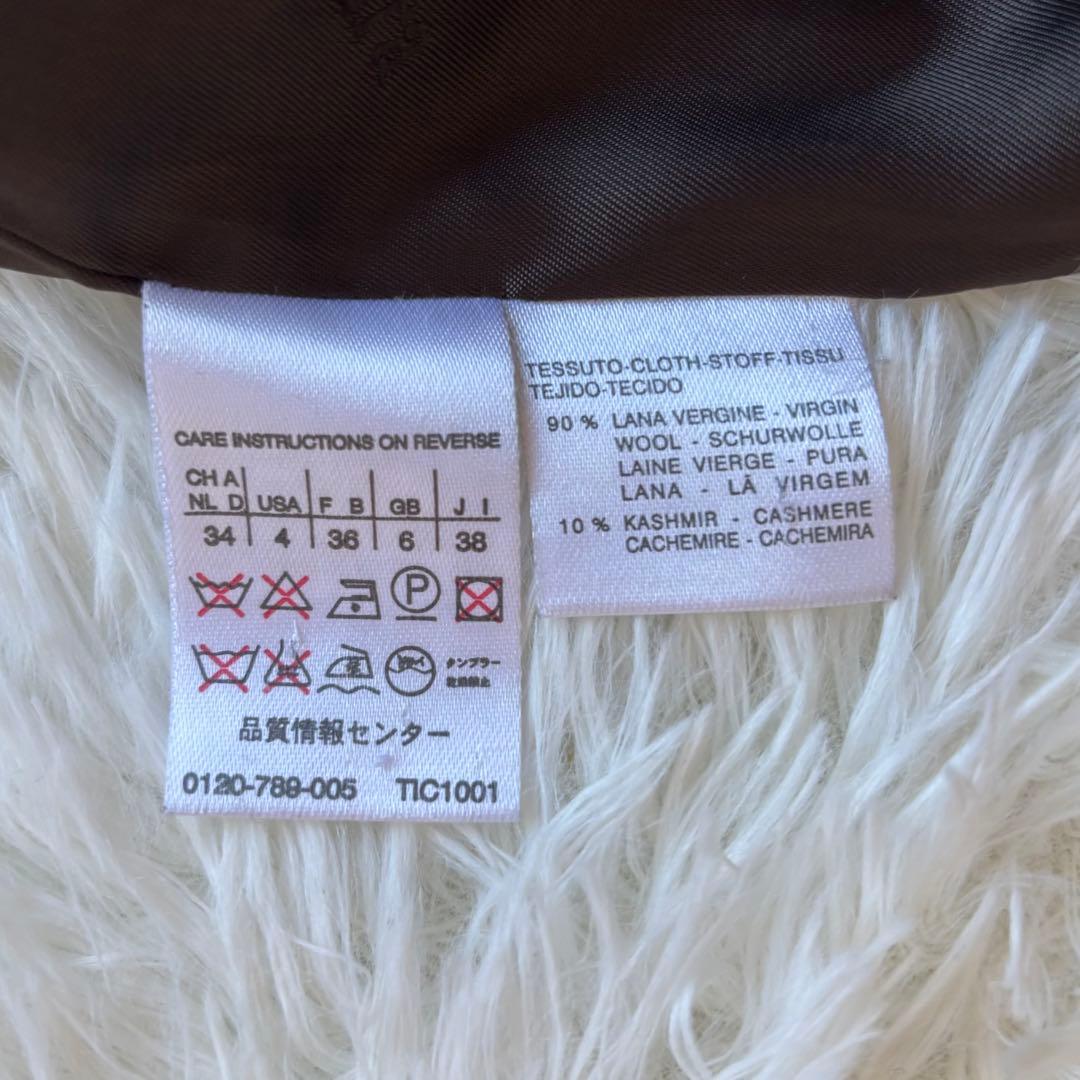 CARE INSTRUCTIONS ON REVERSE
CH A
NL D USA F B GB J I
34 4 36 6 38
P
タンブラー
乾燥禁止
品質情報センター
0120-789-005 TIC1001
TESSUTO-CLOTH-STOFF-TISSU
TEJIDO-TECIDO
90 % LANA VERGINE - VIRGIN
WOOL - SCHURWOLLE
LAINE VIERGE - PURA
LANA - LÃ VIRGEM
10 % KASHMIR - CASHMERE
CACHEMIRE - CACHEMIRA